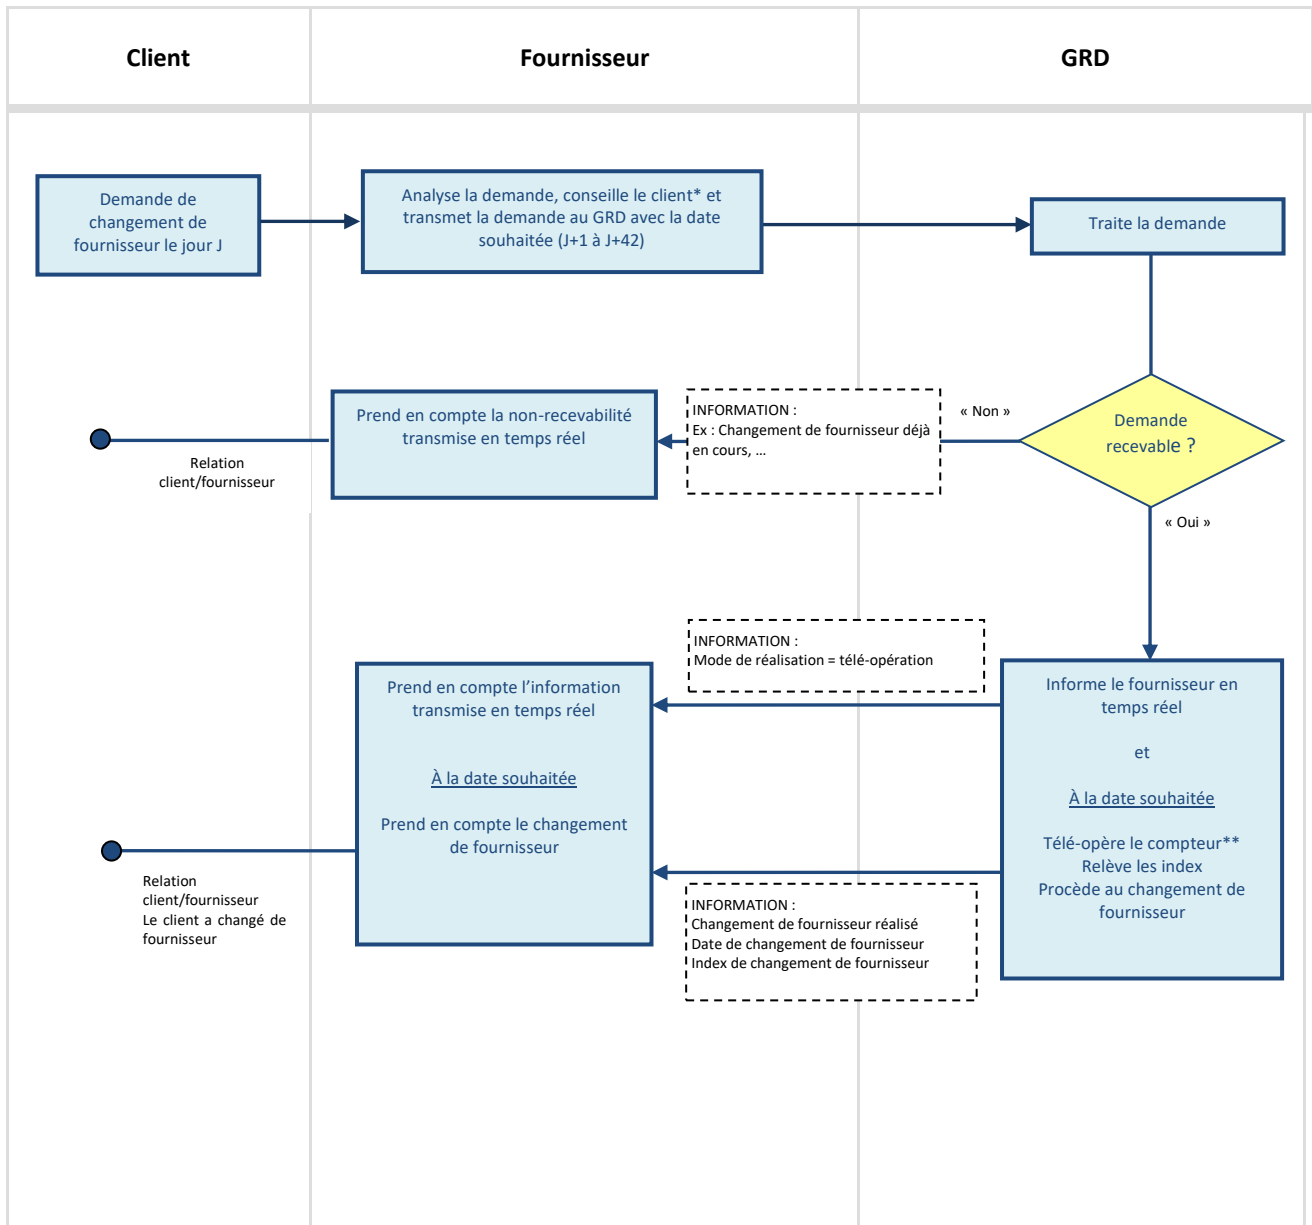 Client
Fournisseur
GRD
Demande de
changement de
fournisseur le jour J
Analyse la demande, conseille le client* et
transmet la demande au GRD avec la date
souhaitée (J+1 à J+42)
Traite la demande
Demande
recevable ?
« Non »
INFORMATION :
Ex : Changement de fournisseur déjà
en cours, …
Prend en compte la non-recevabilité
transmise en temps réel
Relation
client/fournisseur
« Oui »
INFORMATION :
Mode de réalisation = télé-opération
Informe le fournisseur en
temps réel
et
À la date souhaitée
Télé-opère le compteur**
Relève les index
Procède au changement de
fournisseur
Prend en compte l’information
transmise en temps réel
À la date souhaitée
Prend en compte le changement
de fournisseur
INFORMATION :
Changement de fournisseur réalisé
Date de changement de fournisseur
Index de changement de fournisseur
Relation
client/fournisseur
Le client a changé de
fournisseur